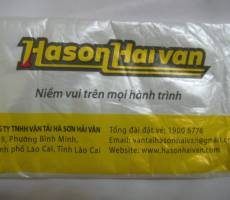 HasonHaivan
Niềm vui trên mọi hành trình
TY TNHH VẬN TẢI HÀ SƠN HẢI VÂN
Phường Bình Minh,
phố Lào Cai, Tỉnh Lào Cai
Tổng đài đặt vé: 1900 6776
Email: vantaihasonhaivan@gmail
Website: www.hasonhaivan.com